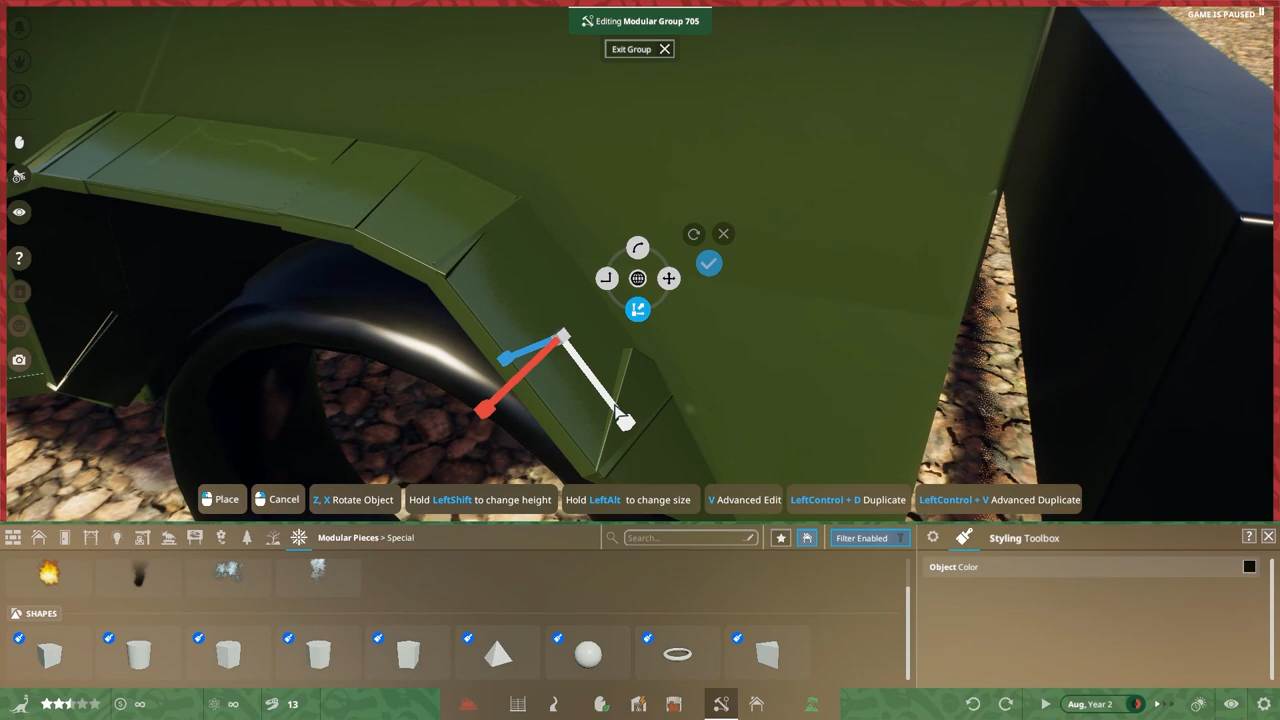 Editing Modular Group 705
GAME IS PAUSED
Exit Group
Place
Cancel
Z, X Rotate Object
Hold LeftShift to change height
Hold LeftAlt to change size
V Advanced Edit
LeftControl + D Duplicate
LeftControl + V Advanced Duplicate
Modular Pieces > Special
Search...
Filter Enabled
Styling Toolbox
?
Object Color
SHAPES
∞
∞
13
Aug, Year 2